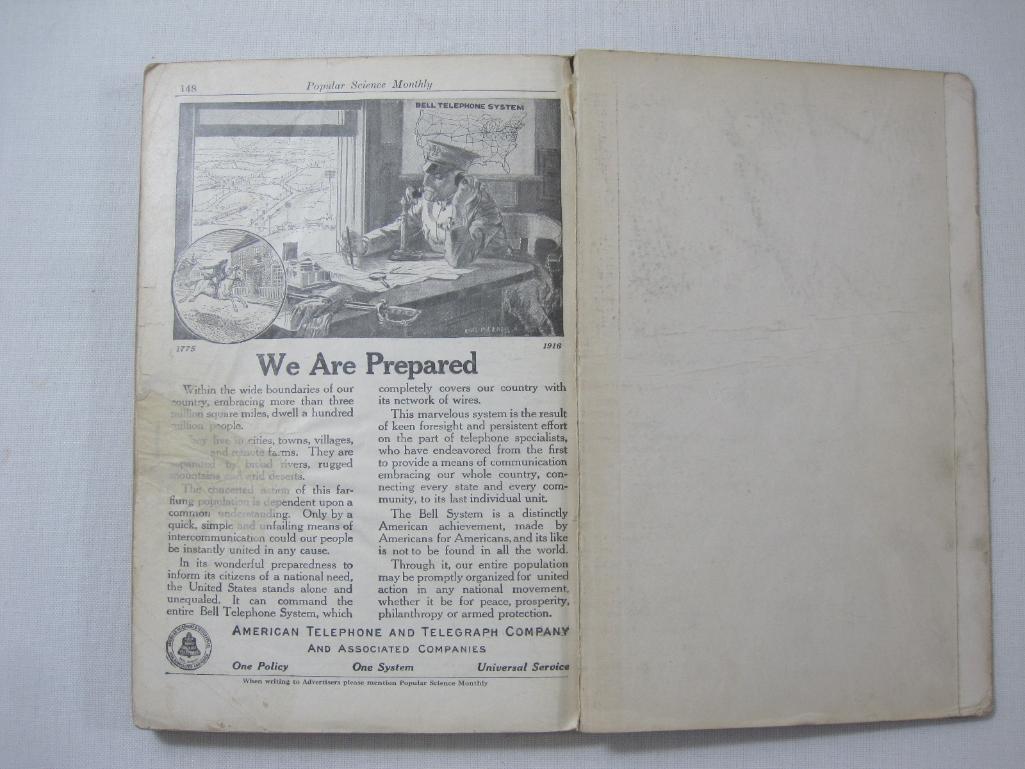 148
Popular Science Monthly
BELL TELEPHONE SYSTEM
1775
1916
We Are Prepared
Within the wide boundaries of our
country, embracing more than three
million square miles, dwell a hundred
million people.
They live in cities, towns, villages,
and remote farms. They are
separated by broad rivers, rugged
mountains and arid deserts.
The concerted action of this far-
flung population is dependent upon a
common understanding. Only by a
quick, simple and unfailing means of
intercommunication could our people
be instantly united in any cause.
In its wonderful preparedness to
inform its citizens of a national need,
the United States stands alone and
unequaled. It can command the
entire Bell Telephone System, which
completely covers our country with
its network of wires.
This marvelous system is the result
of keen foresight and persistent effort
on the part of telephone specialists,
who have endeavored from the first
to provide a means of communication
embracing our whole country, con-
necting every state and every com-
munity, to its last individual unit.
The Bell System is a distinctly
American achievement, made by
Americans for Americans, and its like
is not to be found in all the world.
Through it, our entire population
may be promptly organized for united
action in any national movement,
whether it be for peace, prosperity,
philanthropy or armed protection.
AMERICAN TELEPHONE AND TELEGRAPH COMPANY
AND ASSOCIATED COMPANIES
One Policy One System Universal Service
When writing to Advertisers please mention Popular Science Monthly